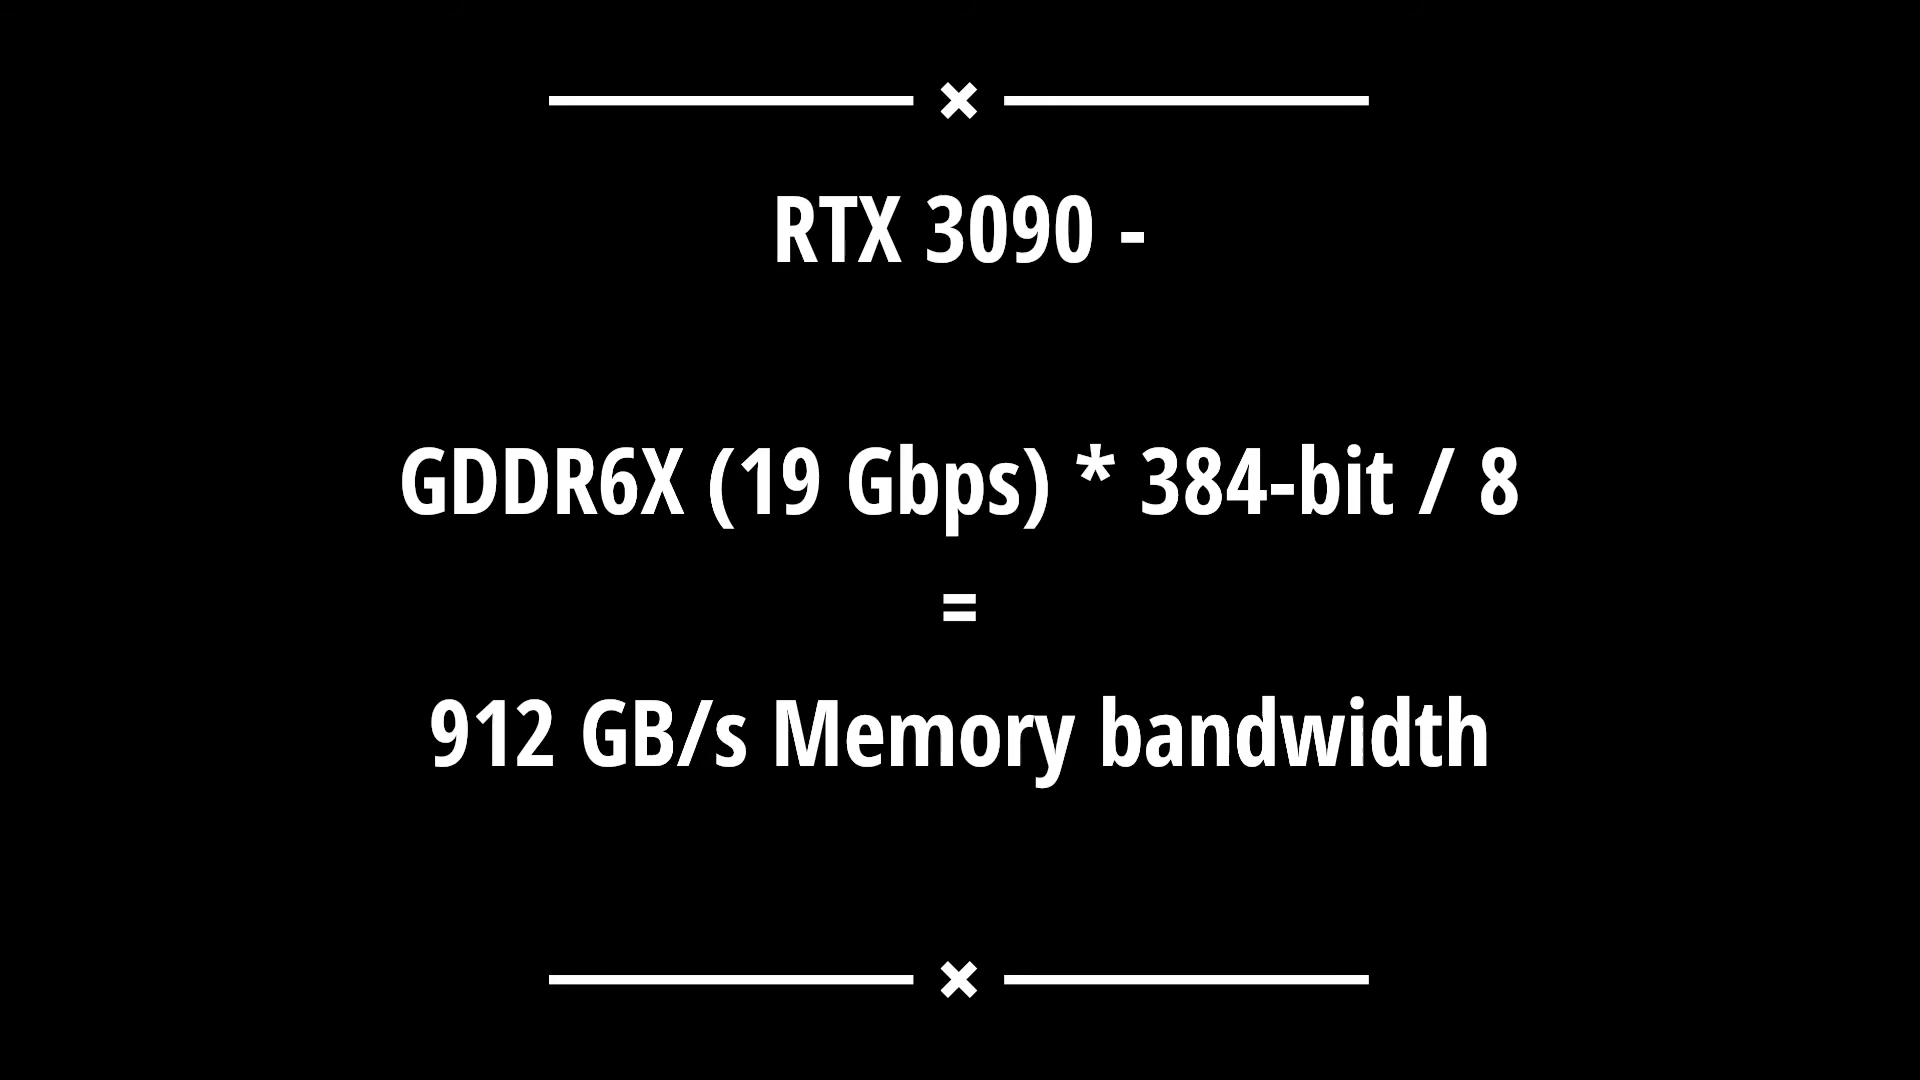 RTX 3090 -
GDDR6X (19 Gbps) * 384-bit / 8
=
912 GB/s Memory bandwidth